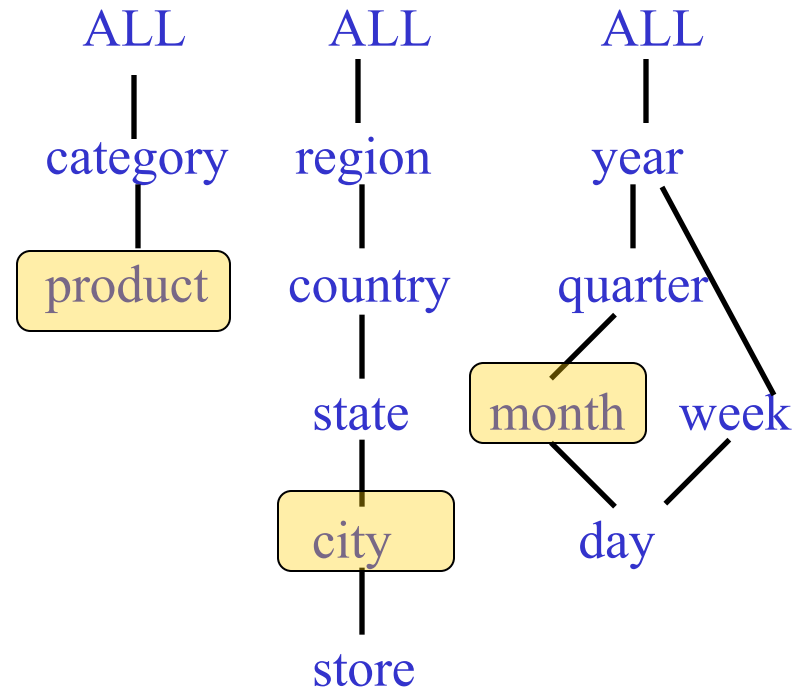 ALL ALL ALL
category region year
product country quarter
state month week
city day
store